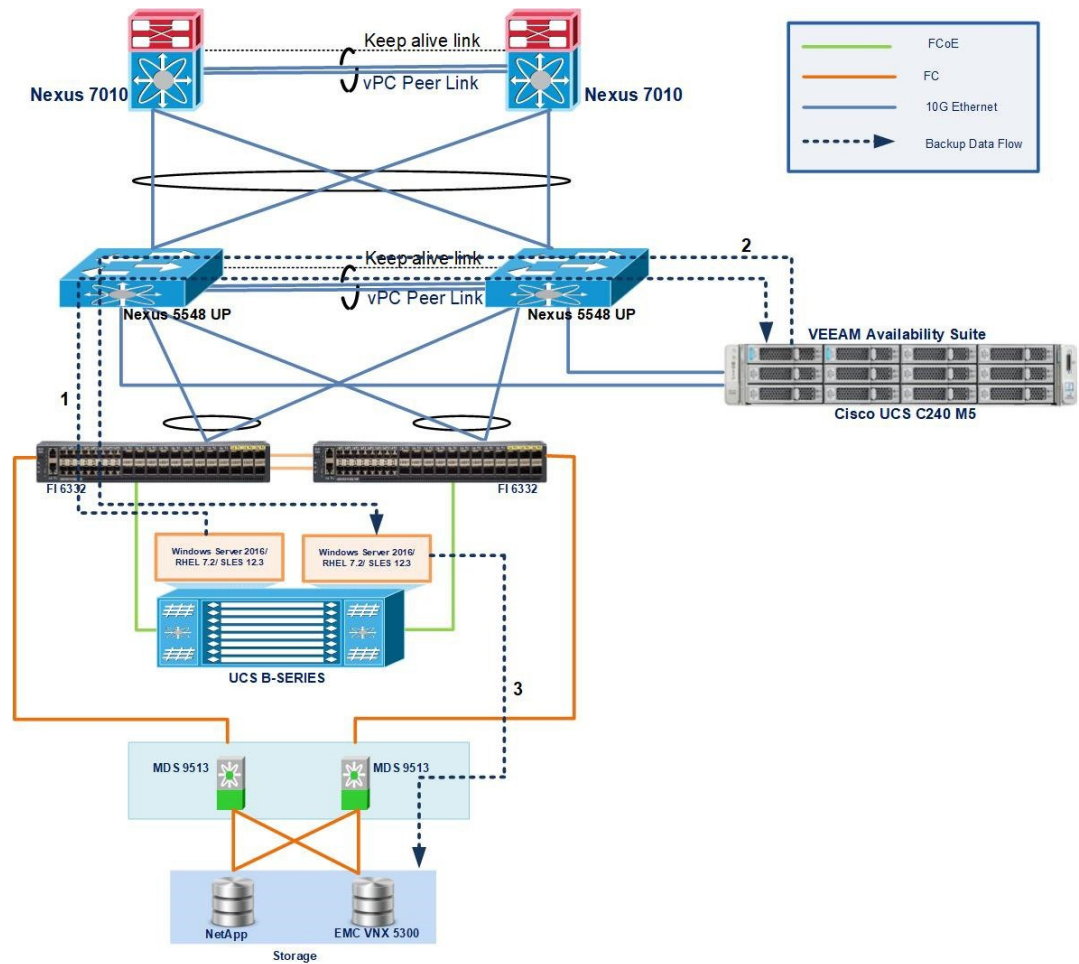 Keep alive link
vPC Peer Link
Nexus 7010
Nexus 7010
FCoE
FC
10G Ethernet
Backup Data Flow
Keep alive link
vPC Peer Link
Nexus 5548 UP
Nexus 5548 UP
2
VEEAM Availability Suite
Cisco UCS C240 M5
1
FI 6332
FI 6332
Windows Server 2016/
RHEL 7.2/ SLES 12.3
Windows Server 2016/
RHEL 7.2/ SLES 12.3
UCS B-SERIES
3
MDS 9513
MDS 9513
NetApp
EMC VNX 5300
Storage